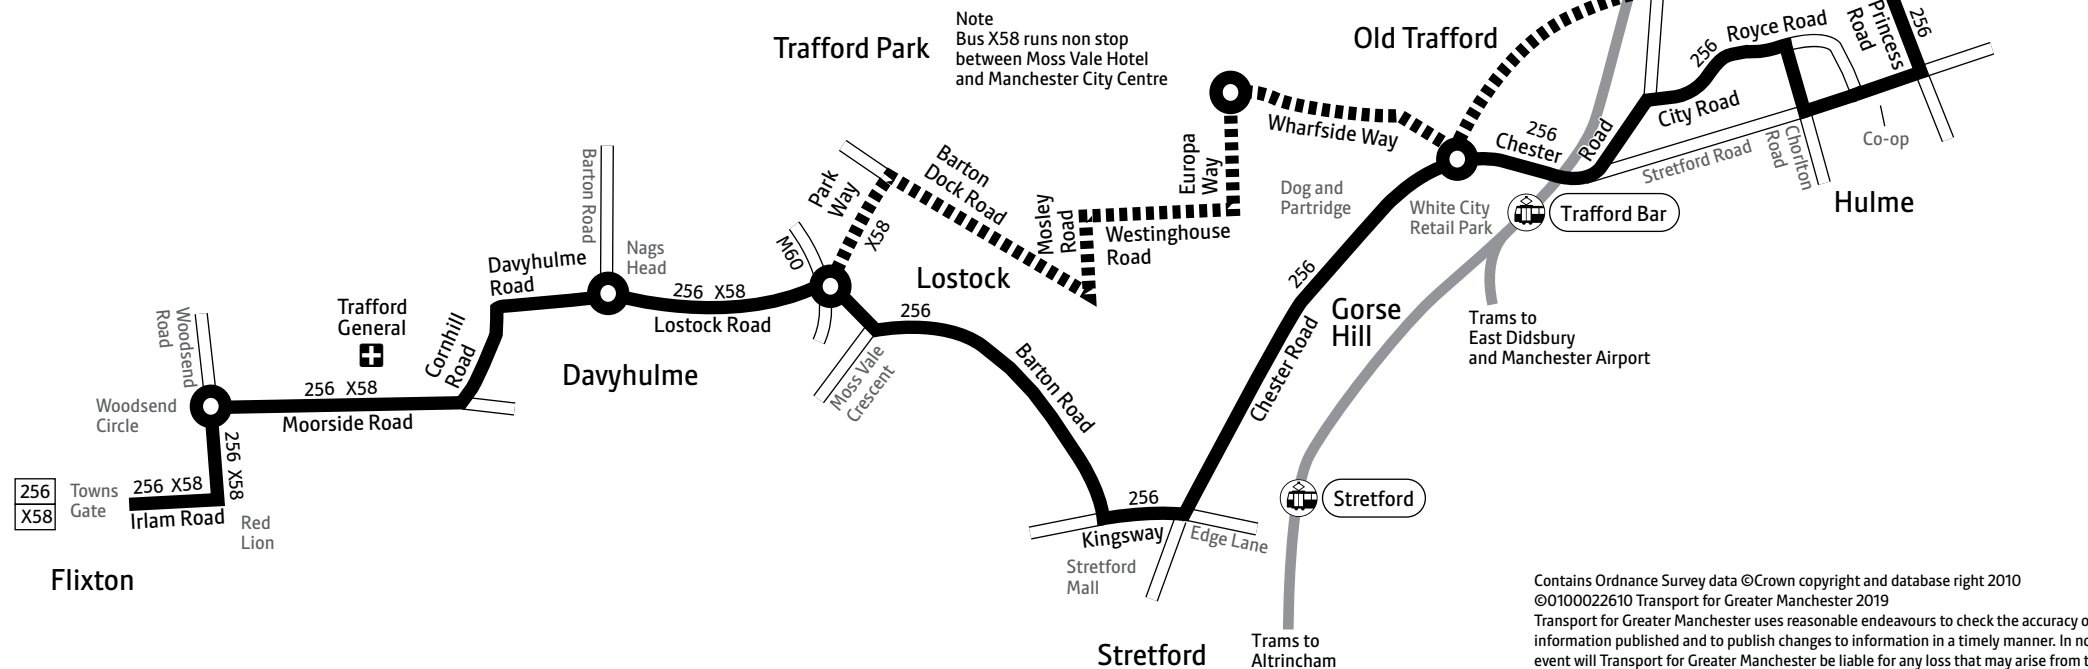 Note
Bus X58 runs non stop
between Moss Vale Hotel
and Manchester City Centre
Trafford Park
Old Trafford
Royce Road
Princess
Road
256
256
City Road
Stretford Road
Chorlton
Road
Co-op
Hulme
256
Chester
Road
Wharfside Way
Europa
Way
Dog and
Partridge
White City
Retail Park
Trafford Bar
Barton
Dock Road
Park
Way
X58
M60
Mosley
Road
Westinghouse
Road
Lostock
Barton Road
Nags
Head
Davyhulme
Road
256 X58
Lostock Road
Trafford
General
Cornhill
Road
Davyhulme
Woodsend
Road
Woodsend
Circle
256 X58
Moorside Road
256 X58
256
X58
Towns
Gate
256 X58
Irlam Road
Red
Lion
Flixton
256
Moss Vale
Crescent
Barton Road
256
Gorse
Hill
Chester Road
Trams to
East Didsbury
and Manchester Airport
Stretford
256
Kingsway
Edge Lane
Stretford
Mall
Stretford
Trams to
Altrincham
Contains Ordnance Survey data ©Crown copyright and database right 2010
©0100022610 Transport for Greater Manchester 2019
Transport for Greater Manchester uses reasonable endeavours to check the accuracy o
information published and to publish changes to information in a timely manner. In no
event will Transport for Greater Manchester be liable for any loss that may arise from t